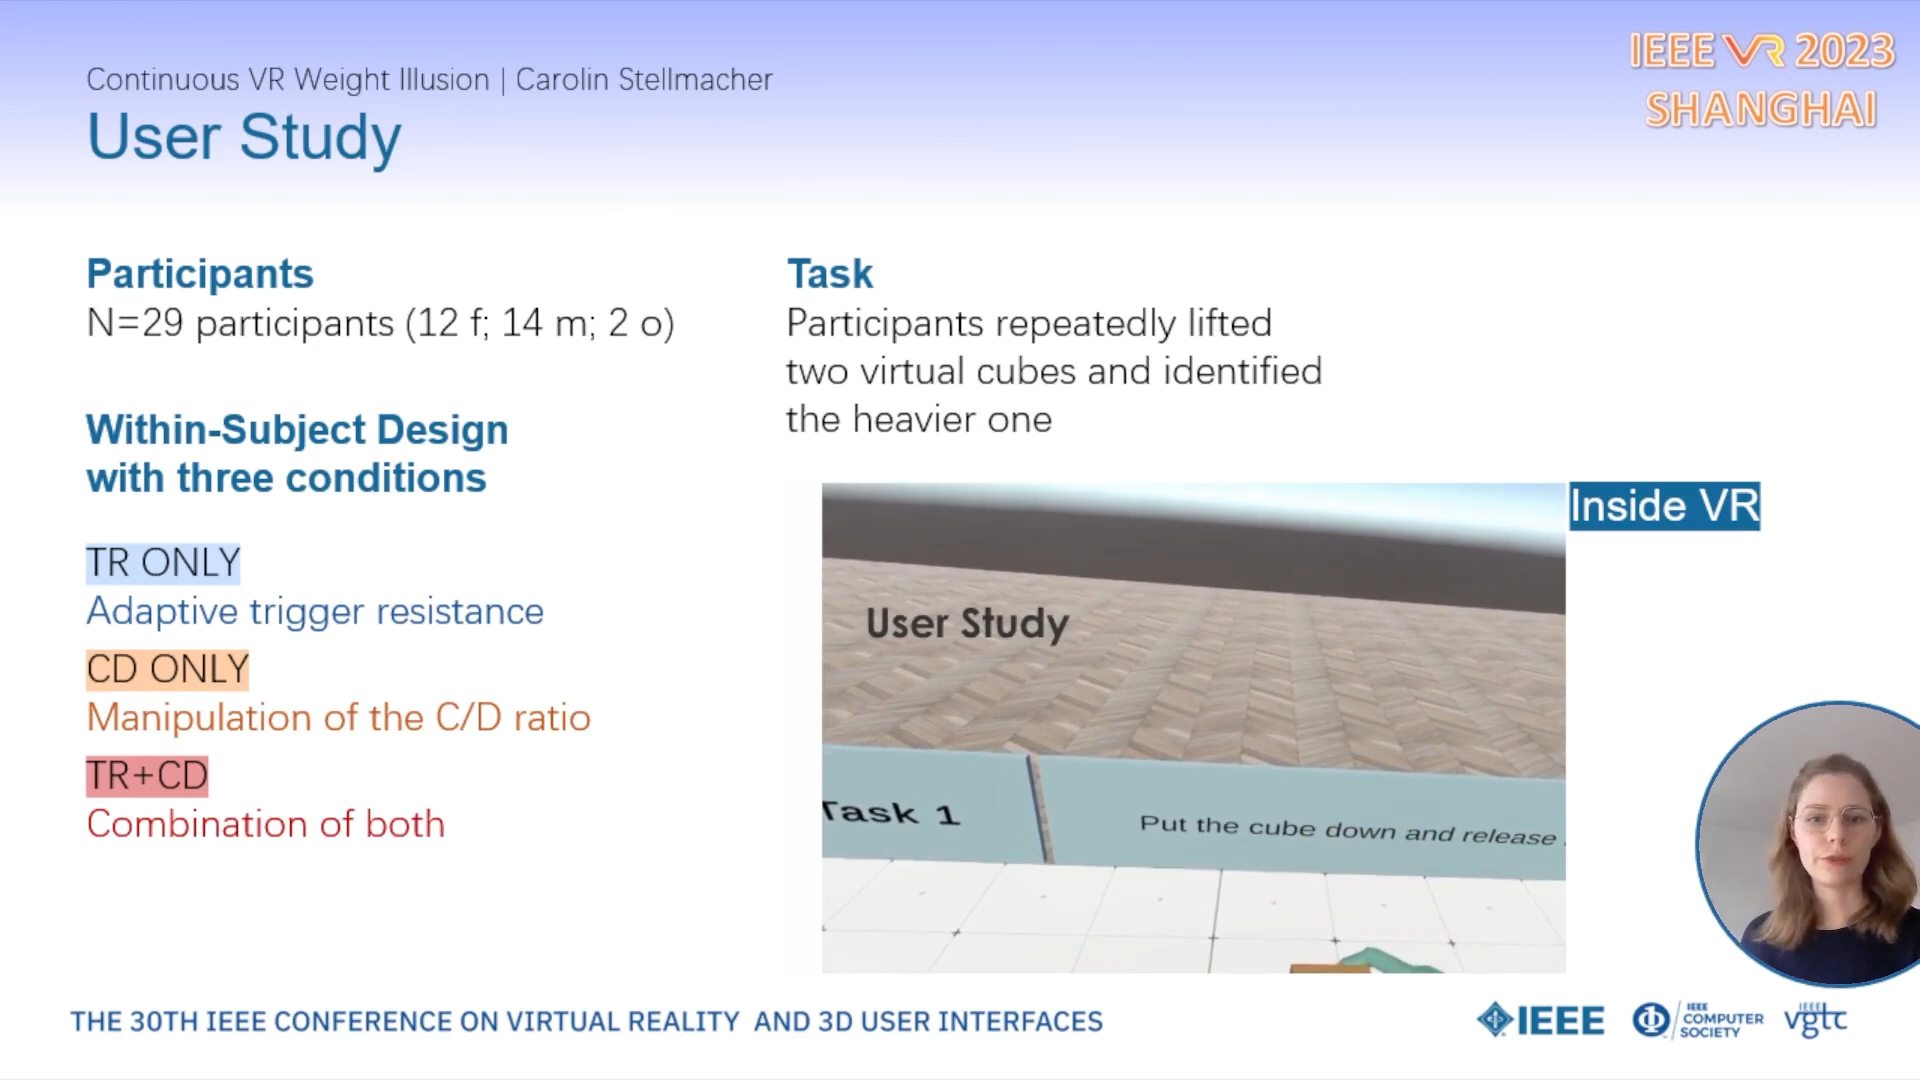 Continuous VR Weight Illusion | Carolin Stellmacher
User Study
IEEE VR 2023
SHANGHAI
Participants
N=29 participants (12 f; 14 m; 2 o)
Within-Subject Design
with three conditions
TR ONLY
Adaptive trigger resistance
CD ONLY
Manipulation of the C/D ratio
TR+CD
Combination of both
Task
Participants repeatedly lifted
two virtual cubes and identified
the heavier one
Inside VR
User Study
Task 1
Put the cube down and release
THE 30TH IEEE CONFERENCE ON VIRTUAL REALITY AND 3D USER INTERFACES
IEEE
IEEE
COMPUTER
SOCIETY
IEEE
vgtc